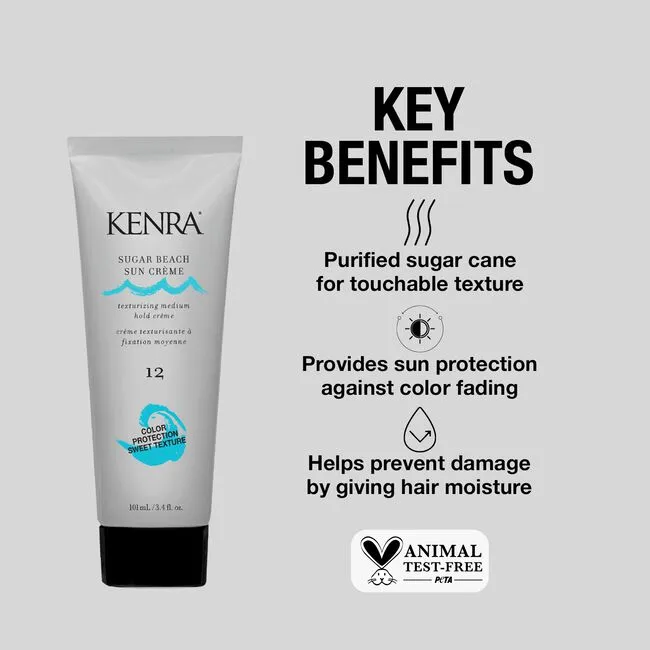 KENRA
SUGAR BEACH
SUN CRÈME
texturizing medium
hold crème
crème texturisante à
fixation moyenne
12
COLOR
PROTECTION
SWEET TEXTURE
101 mL / 3.4 fl. oz.
KEY
BENEFITS
Purified sugar cane
for touchable texture
Provides sun protection
against color fading
Helps prevent damage
by giving hair moisture
ANIMAL
TEST-FREE
PETA